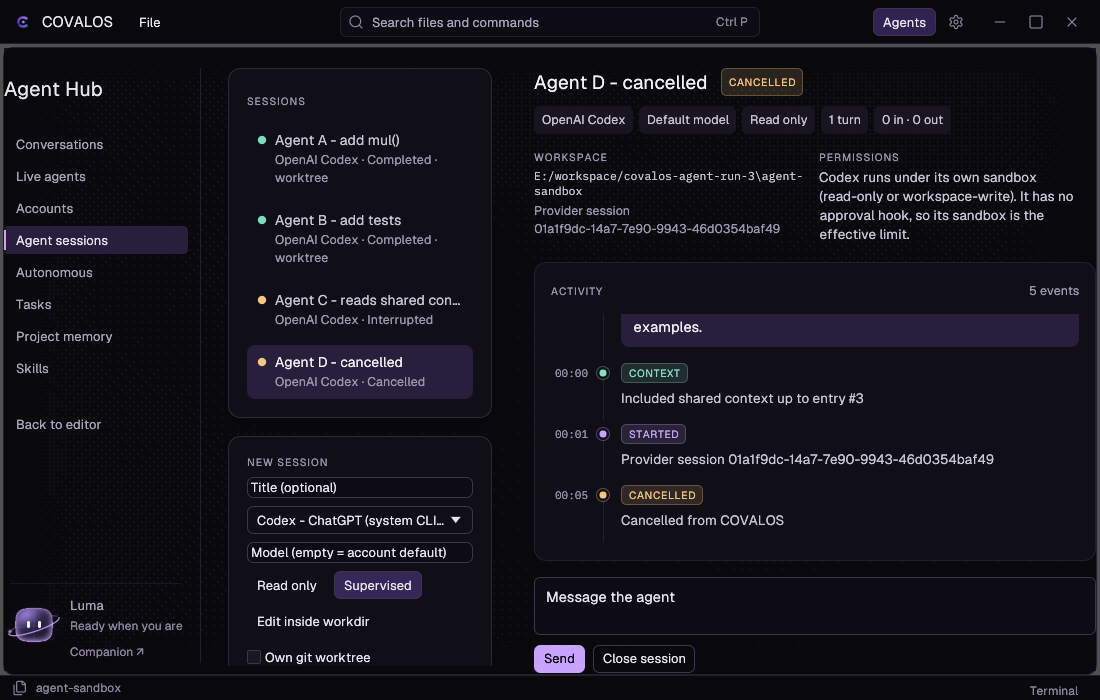 COVALOS
File
Search files and commands
Ctrl P
Agents
Agent Hub
Conversations
Live agents
Accounts
Agent sessions
Autonomous
Tasks
Project memory
Skills
Back to editor
Luma
Ready when you are
Companion ↗
SESSIONS
Agent A - add mul()
OpenAI Codex · Completed ·
worktree
Agent B - add tests
OpenAI Codex · Completed ·
worktree
Agent C - reads shared con...
OpenAI Codex · Interrupted
Agent D - cancelled
OpenAI Codex · Cancelled
NEW SESSION
Title (optional)
Codex - ChatGPT (system CLI...
Model (empty = account default)
Read only
Supervised
Edit inside workdir
Own git worktree
Agent D - cancelled
CANCELLED
OpenAI Codex
Default model
Read only
1 turn
0 in · 0 out
WORKSPACE
E:/workspace/covalos-agent-run-3\agent-
sandbox
Provider session
01a1f9dc-14a7-7e90-9943-46d0354baf49
PERMISSIONS
Codex runs under its own sandbox
(read-only or workspace-write). It has no
approval hook, so its sandbox is the
effective limit.
ACTIVITY
5 events
examples.
00:00
CONTEXT
Included shared context up to entry #3
00:01
STARTED
Provider session 01a1f9dc-14a7-7e90-9943-46d0354baf49
00:05
CANCELLED
Cancelled from COVALOS
Message the agent
Send
Close session
agent-sandbox
Terminal